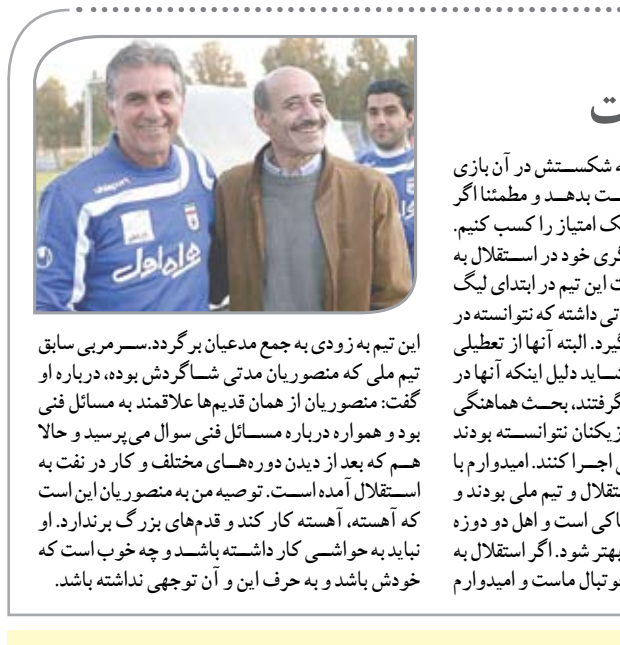 ت
ه شکستش در آن بازی
ست بدهد و مطمئنا اگر
ک امتیاز را کسب کنیم.
گری خود در استقلال به
ت این تیم در ابتدای لیگ
تی داشته که نتوانسته در
گیرد. البته آنها از تعطیلی
شاید دلیل اینکه آنها در
گرفتند، بحث هماهنگی
زیکنان نتوانسته بودند
اجرا کنند. امیدوارم با
تقلال و تیم ملی بودند و
اکی است و اهل دو دوزه
بهتر شود. اگر استقلال به
وتبال ماست و امیدوارم
uhlsport
همراه اول
این تیم به زودی به جمع مدعیان برگردد. سرمربی سابق
تیم ملی که منصوریان مدتی شاگردش بوده، درباره او
گفت: منصوریان از همان قدیم‌ها علاقمند به مسائل فنی
بود و همواره درباره مسائل فنی سوال می‌پرسید و حالا
هم که بعد از دیدن دوره‌های مختلف و کار در نفت به
استقلال آمده است. توصیه من به منصوریان این است
که آهسته، آهسته کار کند و قدم‌های بزرگ برندارد. او
نباید به حواشی کار داشته باشد و چه خوب است که
خودش باشد و به حرف این و آن توجهی نداشته باشد.